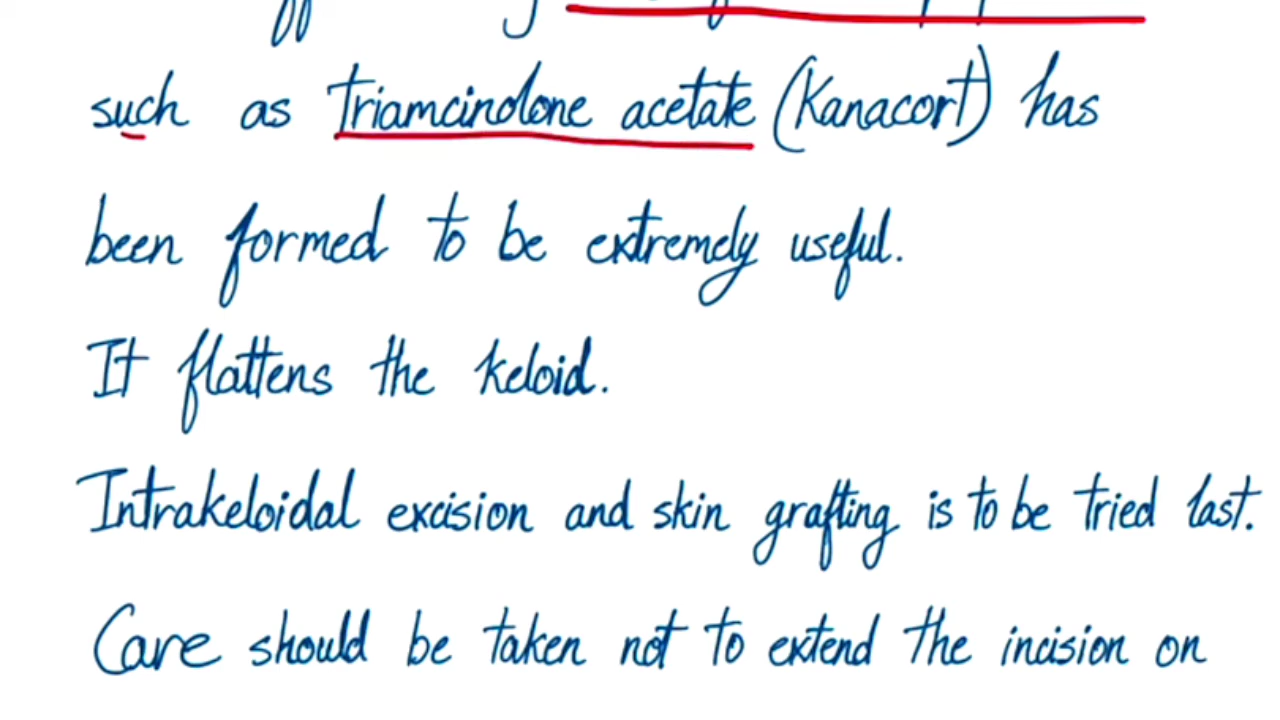 such as triamcinolone acetate (Kanacort) has
been formed to be extremely useful.
It flattens the keloid.
Intrakeloidal excision and skin grafting is to be tried last.
Care should be taken not to extend the incision on